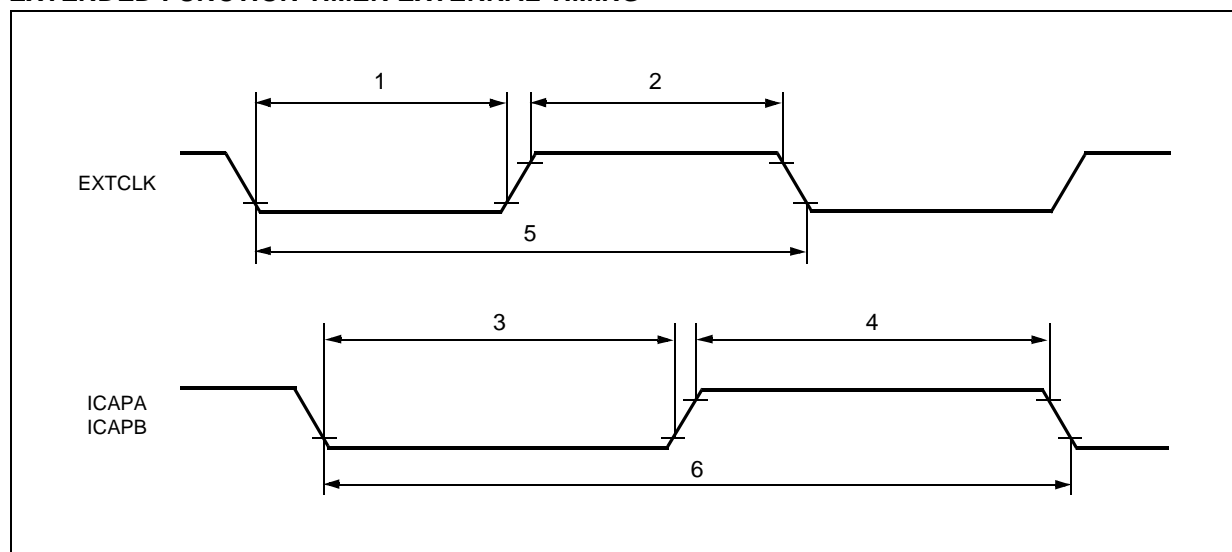 EXTENDED FUNCTION TIMER EXTERNAL TIMING
1
2
EXTCLK
5
3
4
ICAPA
ICAPB
6